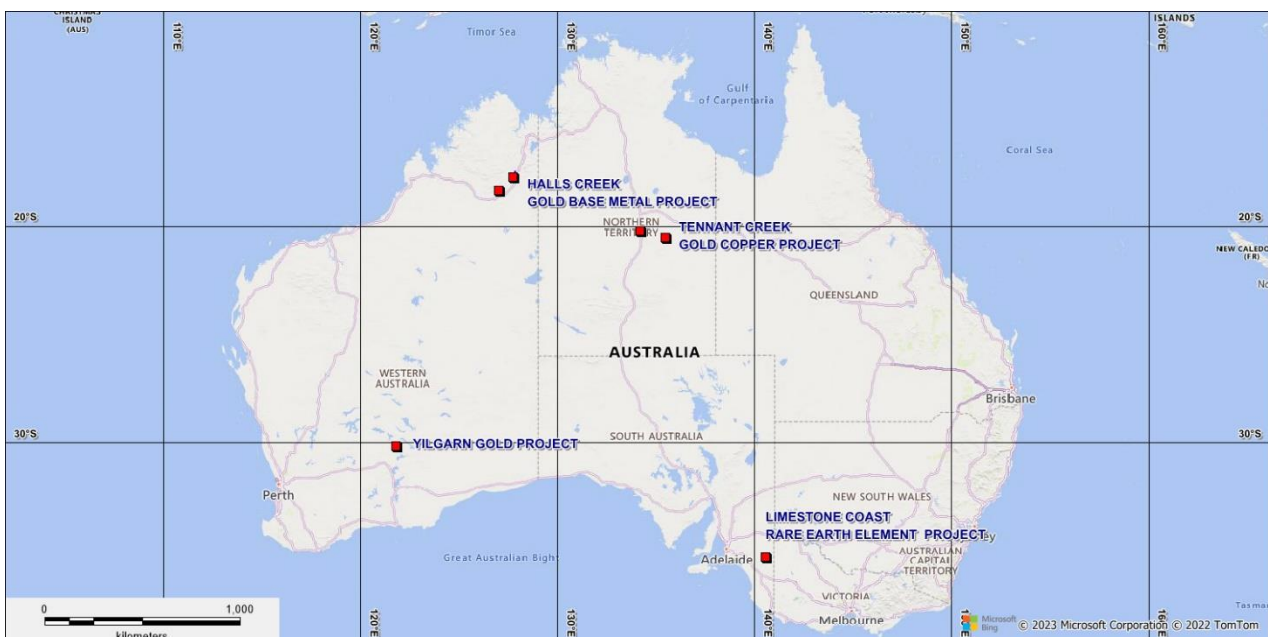 CHRISTMAS
ISLAND
(AUS)
110°E
120°E
Timor Sea
130°E
140°E
150°E
160°E
ISLANDS
Gulf
of Carpentaria
Coral Sea
HALLS CREEK
GOLD BASE METAL PROJECT
20°S
NORTHERN
TERRITORY
TENNANT CREEK
GOLD COPPER PROJECT
20°S
NEW CALEDO
(FR)
No
QUEENSLAND
AUSTRALIA
WESTERN
AUSTRALIA
Brisbane
30°S
YILGARN GOLD PROJECT
SOUTH AUSTRALIA
30°S
Perth
NEW SOUTH WALES
LIMESTONE COAST
RARE EARTH ELEMENT PROJECT
ey
Great Australian Bight
Adelaide
AUSTRALIAN
CAPITAL
TERRITORY
VICTORIA
Melbourne
0 1,000
kilometers
120°E
130°E
140°E
Tasma
Microsoft
Bing
© 2023 Microsoft Corporation © 2022 TomTom